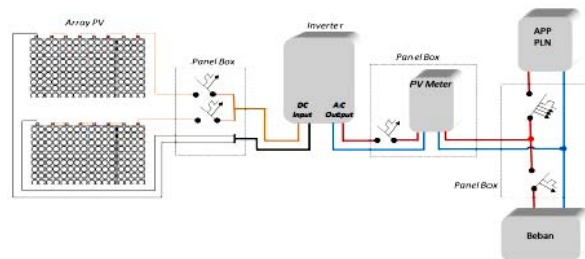 Array PV
Inverter
Panel Box
DC
Input
AC
Output
Panel Box
PV Meter
APP
PLN
Panel Box
Beban